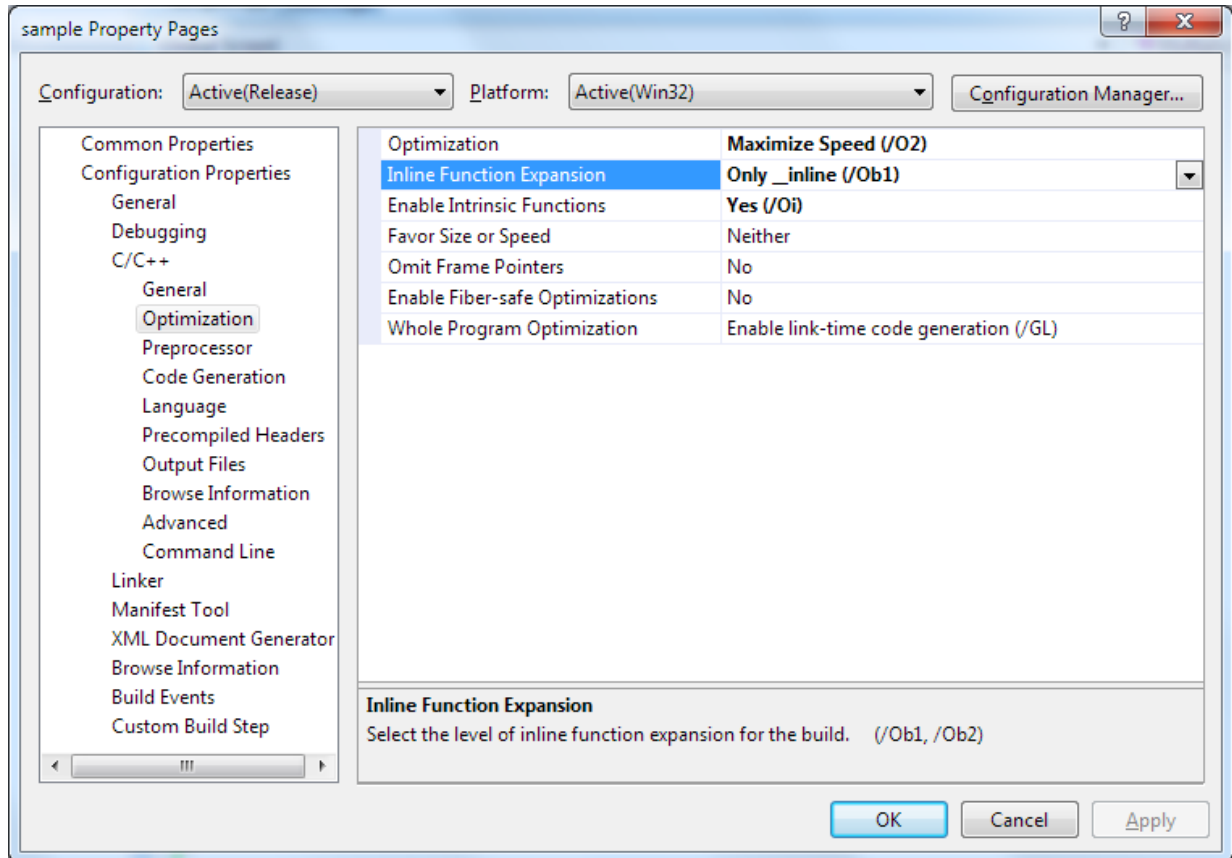 sample Property Pages
Configuration: Active(Release) Platform: Active(Win32) Configuration Manager...
Common Properties
Configuration Properties
General
Debugging
C/C++
General
Optimization
Preprocessor
Code Generation
Language
Precompiled Headers
Output Files
Browse Information
Advanced
Command Line
Linker
Manifest Tool
XML Document Generator
Browse Information
Build Events
Custom Build Step
Optimization Maximize Speed (/O2)
Inline Function Expansion Only __inline (/Ob1)
Enable Intrinsic Functions Yes (/Oi)
Favor Size or Speed Neither
Omit Frame Pointers No
Enable Fiber-safe Optimizations No
Whole Program Optimization Enable link-time code generation (/GL)
Inline Function Expansion
Select the level of inline function expansion for the build. (/Ob1, /Ob2)
OK Cancel Apply